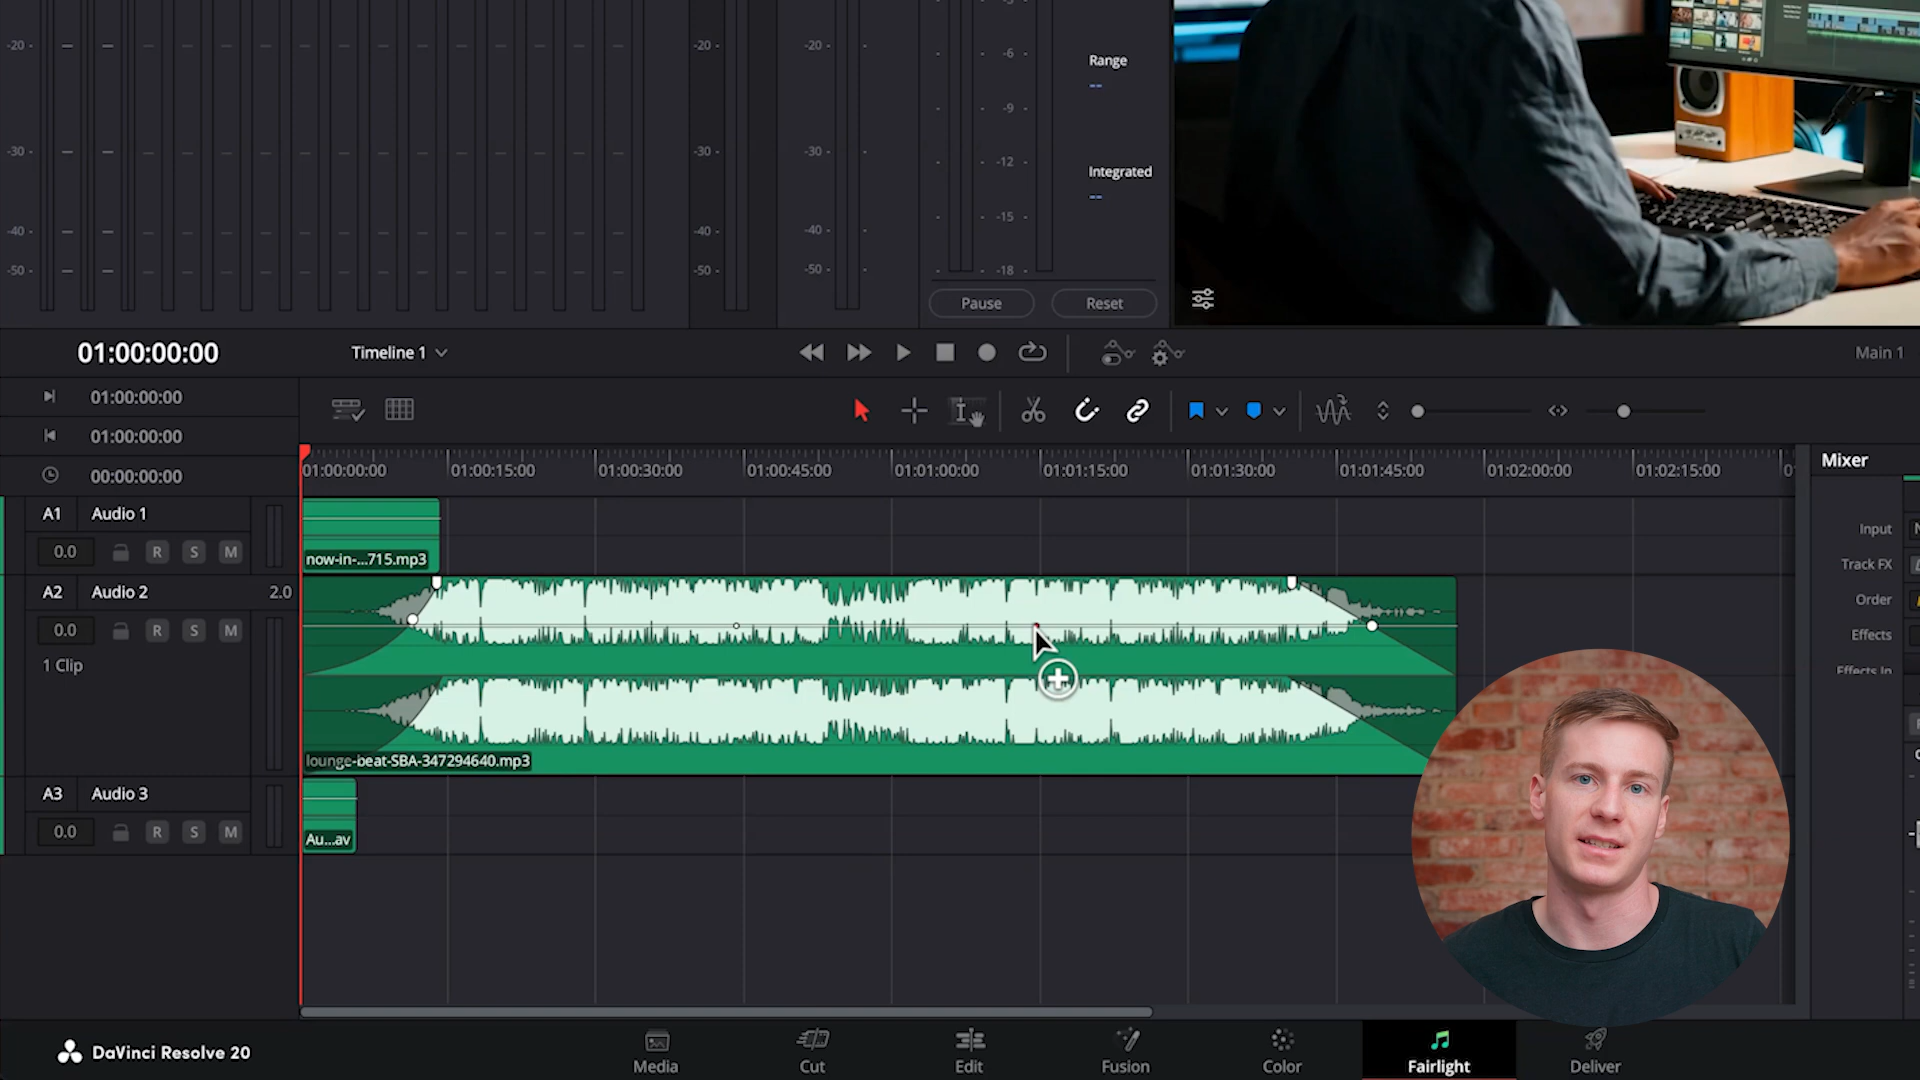 -20 -20 -20 -6
Range
--
-9
-30 -30 -30 -12
Integrated
--
-15
-40 -40 -40
-50 -50 -50 -18
Pause Reset
01:00:00:00 Timeline 1 Main 1
01:00:00:00
01:00:00:00
00:00:00:00
01:00:00:00 01:00:15:00 01:00:30:00 01:00:45:00 01:01:00:00 01:01:15:00 01:01:30:00 01:01:45:00 01:02:00:00 01:02:15:00
Mixer
A1 Audio 1
Input
0.0 R S M
now-in-...715.mp3
Track FX
A2 Audio 2 2.0
Order
0.0 R S M
Effects
1 Clip
Effects In
lounge-beat-SBA-347294640.mp3
A3 Audio 3
0.0 R S M
Au...av
DaVinci Resolve 20
Media Cut Edit Fusion Color Fairlight Deliver